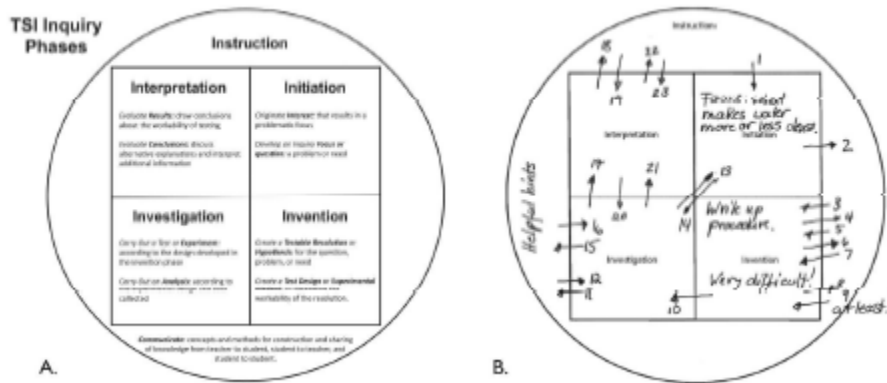 TSI Inquiry
Phases
Instruction
Interpretation
Evaluate Results: draw conclusions
about the workability of testing
Evaluate Conclusions: discuss
alternative explanations and interpret
additional information
Initiation
Originate Interest: that results in a
problematic focus
Develop an Inquiry Focus or
question: a problem or need
Investigation
Carry Out a Test or Experiment:
according to the design developed in
the invention phase
Carry Out an Analysis: according to
collected
Invention
Create a Testable Resolution or
Hypothesis: for the question,
problem, or need
Create a Test Design or Experimental
workability of the resolution.
Communicate: concepts and methods for construction and sharing
of knowledge from teacher to student, student to teacher, and
student to student.
A.
Instruction
18
19
22
23
1
makes water
more or less
Interpretation
Initiation
2
17
20
21
13
14
Helpful hints
16
15
12
11
Investigation
Write up
procedure.
3
4
5
6
7
Invention
Very difficult!
8
9
at least.
10
B.